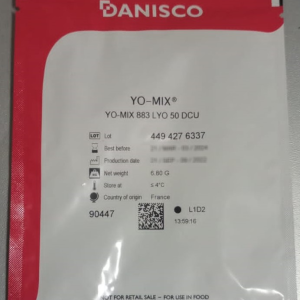 DANISCO
YO-MIX®
YO-MIX 883 LYO 50 DCU
LOT Lot 449 427 6337
Best before
Production date
Net weight 6.80 G
Store at ≤ 4°C
Country of origin France
90447 L1D2
13:59:16
NOT FOR RETAIL SALE – FOR USE IN FOOD